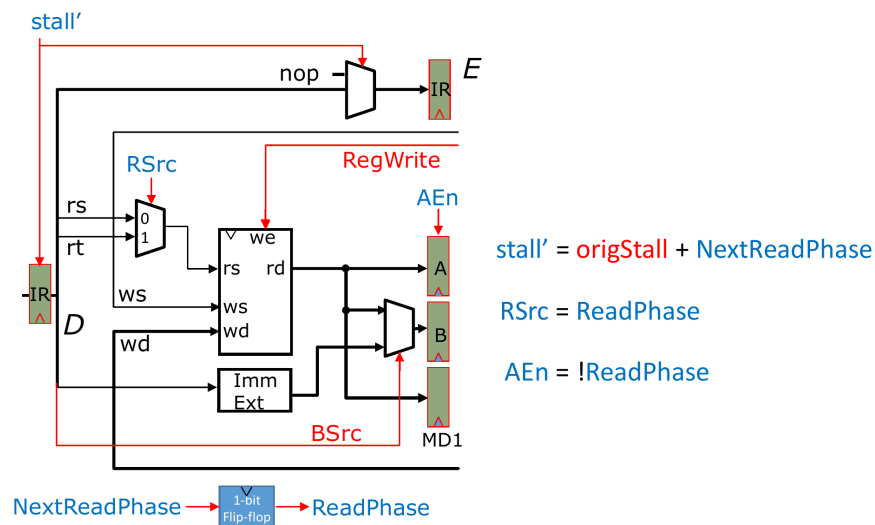 stall’
nop
IR
E
RegWrite
RSrc
AEn
rs
0
rt
1
we
rs
rd
A
stall’ = origStall + NextReadPhase
IR
ws
ws
RSrc = ReadPhase
D
wd
wd
B
AEn = !ReadPhase
Imm
Ext
BSrc
MD1
NextReadPhase
1-bit
Flip-flop
ReadPhase